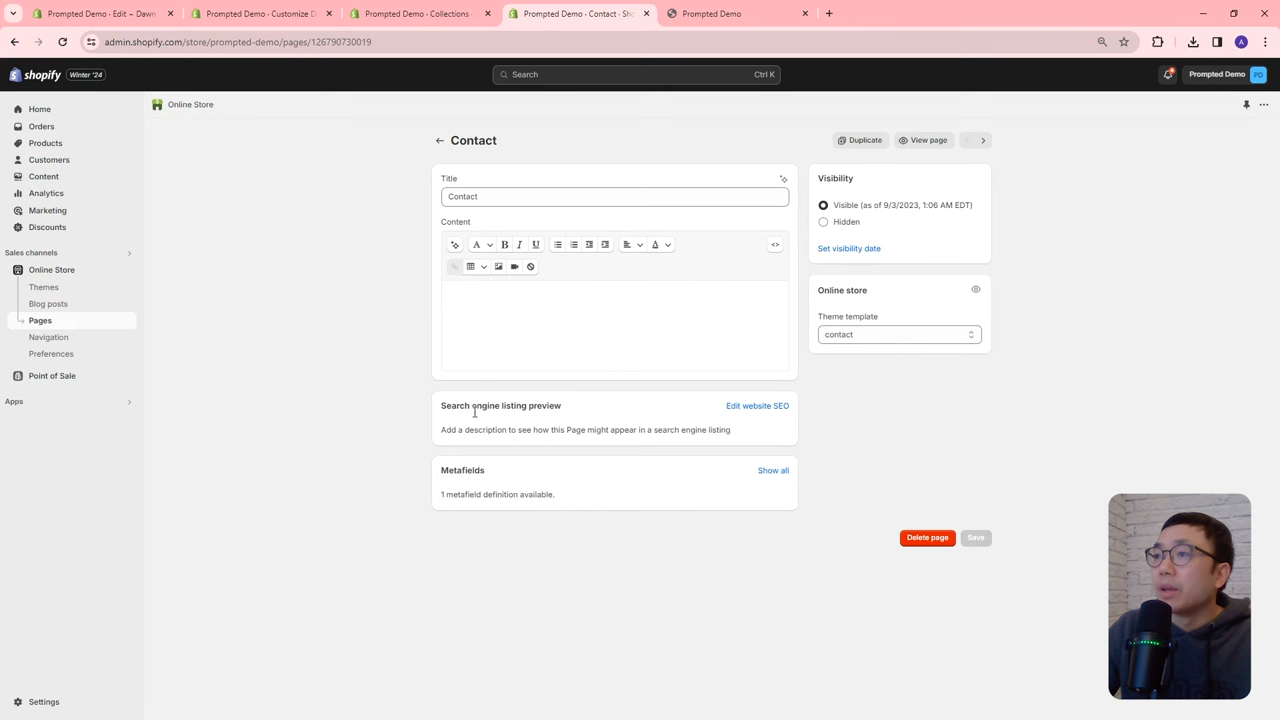 Prompted Demo · Edit ~ Dawn
Prompted Demo · Customize D
Prompted Demo · Collections ·
Prompted Demo · Contact · Sh
Prompted Demo
admin.shopify.com/store/prompted-demo/pages/126790730019
shopify
Winter '24
Search
Ctrl K
Prompted Demo
PD
Home
Orders
Products
Customers
Content
Analytics
Marketing
Discounts
Sales channels
Online Store
Themes
Blog posts
Pages
Navigation
Preferences
Point of Sale
Apps
Settings
Online Store
Contact
Duplicate
View page
Title
Contact
Content
A
B
I
U
A
<>
Search engine listing preview
Edit website SEO
Add a description to see how this Page might appear in a search engine listing
Metafields
Show all
1 metafield definition available.
Visibility
Visible (as of 9/3/2023, 1:06 AM EDT)
Hidden
Set visibility date
Online store
Theme template
contact
Delete page
Save